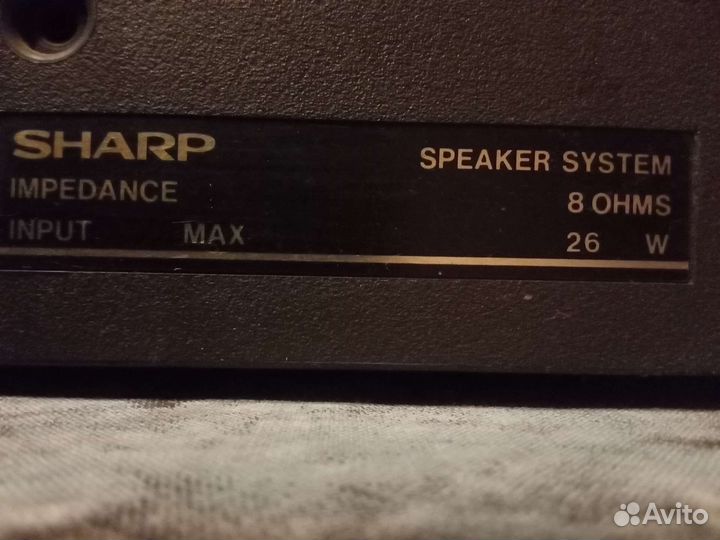 SHARP SPEAKER SYSTEM
IMPEDANCE 8 OHMS
INPUT MAX 26 W
Avito